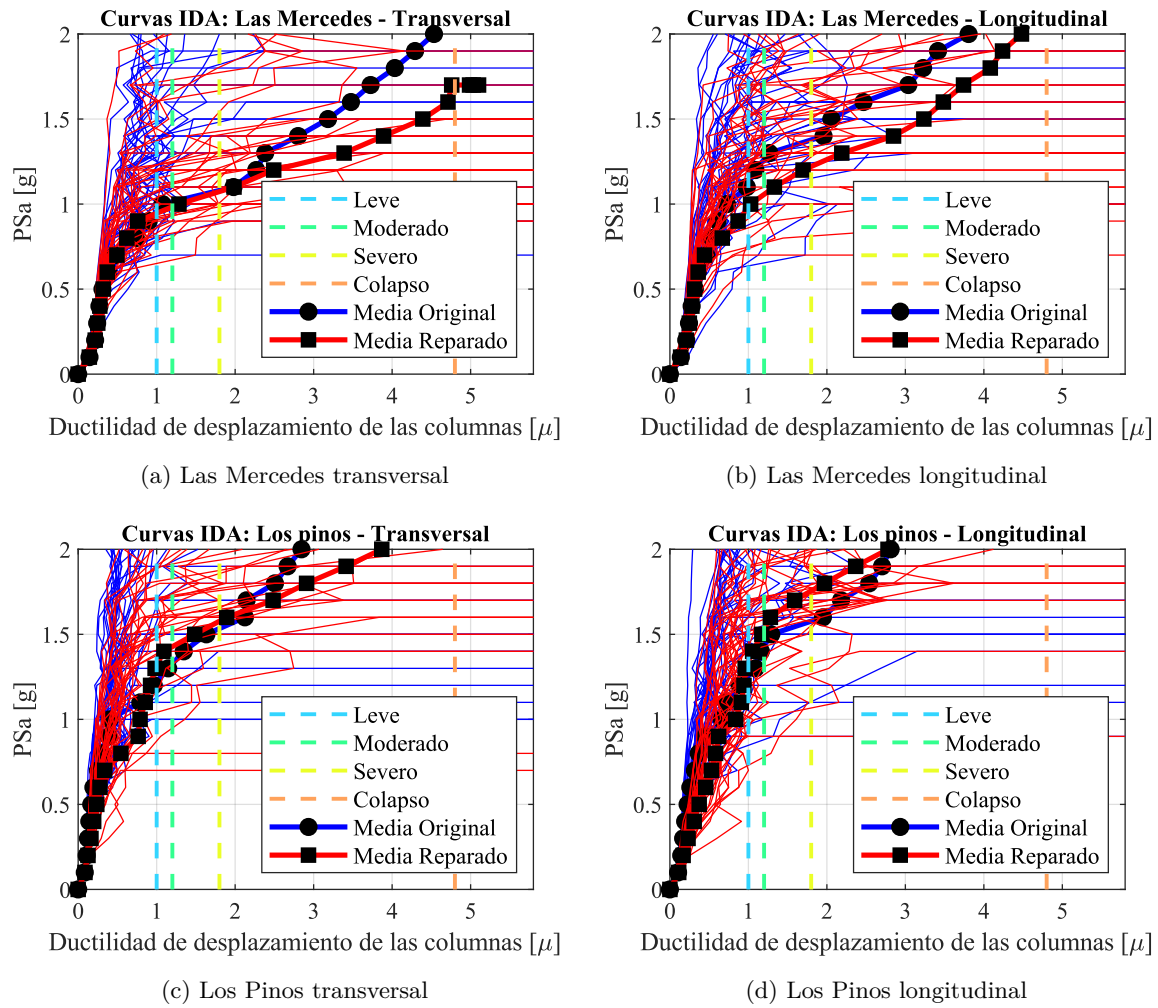 Curvas IDA: Las Mercedes - Transversal
2
1.5
1
0.5
0
PSa [g]
Leve
Moderado
Severo
Colapso
Media Original
Media Reparado
0 1 2 3 4 5
Ductilidad de desplazamiento de las columnas [μ]
(a) Las Mercedes transversal
Curvas IDA: Las Mercedes - Longitudinal
2
1.5
1
0.5
0
PSa [g]
Leve
Moderado
Severo
Colapso
Media Original
Media Reparado
0 1 2 3 4 5
Ductilidad de desplazamiento de las columnas [μ]
(b) Las Mercedes longitudinal
Curvas IDA: Los pinos - Transversal
2
1.5
1
0.5
0
PSa [g]
Leve
Moderado
Severo
Colapso
Media Original
Media Reparado
0 1 2 3 4 5
Ductilidad de desplazamiento de las columnas [μ]
(c) Los Pinos transversal
Curvas IDA: Los pinos - Longitudinal
2
1.5
1
0.5
0
PSa [g]
Leve
Moderado
Severo
Colapso
Media Original
Media Reparado
0 1 2 3 4 5
Ductilidad de desplazamiento de las columnas [μ]
(d) Los Pinos longitudinal